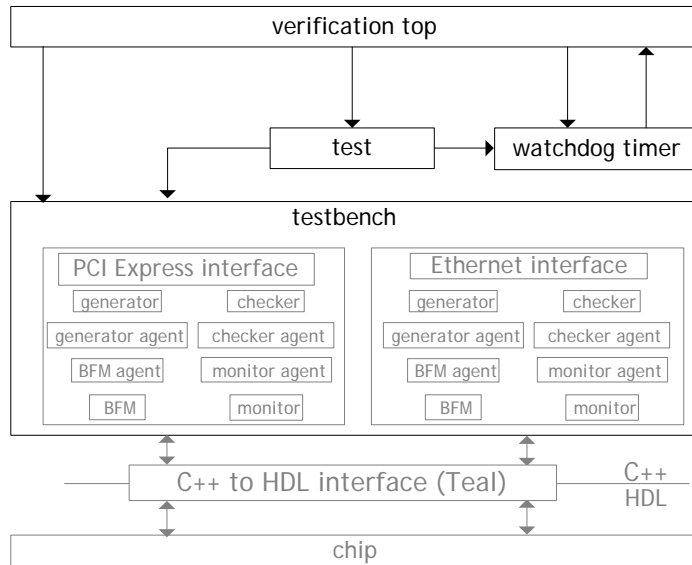 verification top
test
watchdog timer
testbench
PCI Express interface
Ethernet interface
generator
checker
generator
checker
generator agent
checker agent
generator agent
checker agent
BFM agent
monitor agent
BFM agent
monitor agent
BFM
monitor
BFM
monitor
C++ to HDL interface (Teal)
C++
HDL
chip